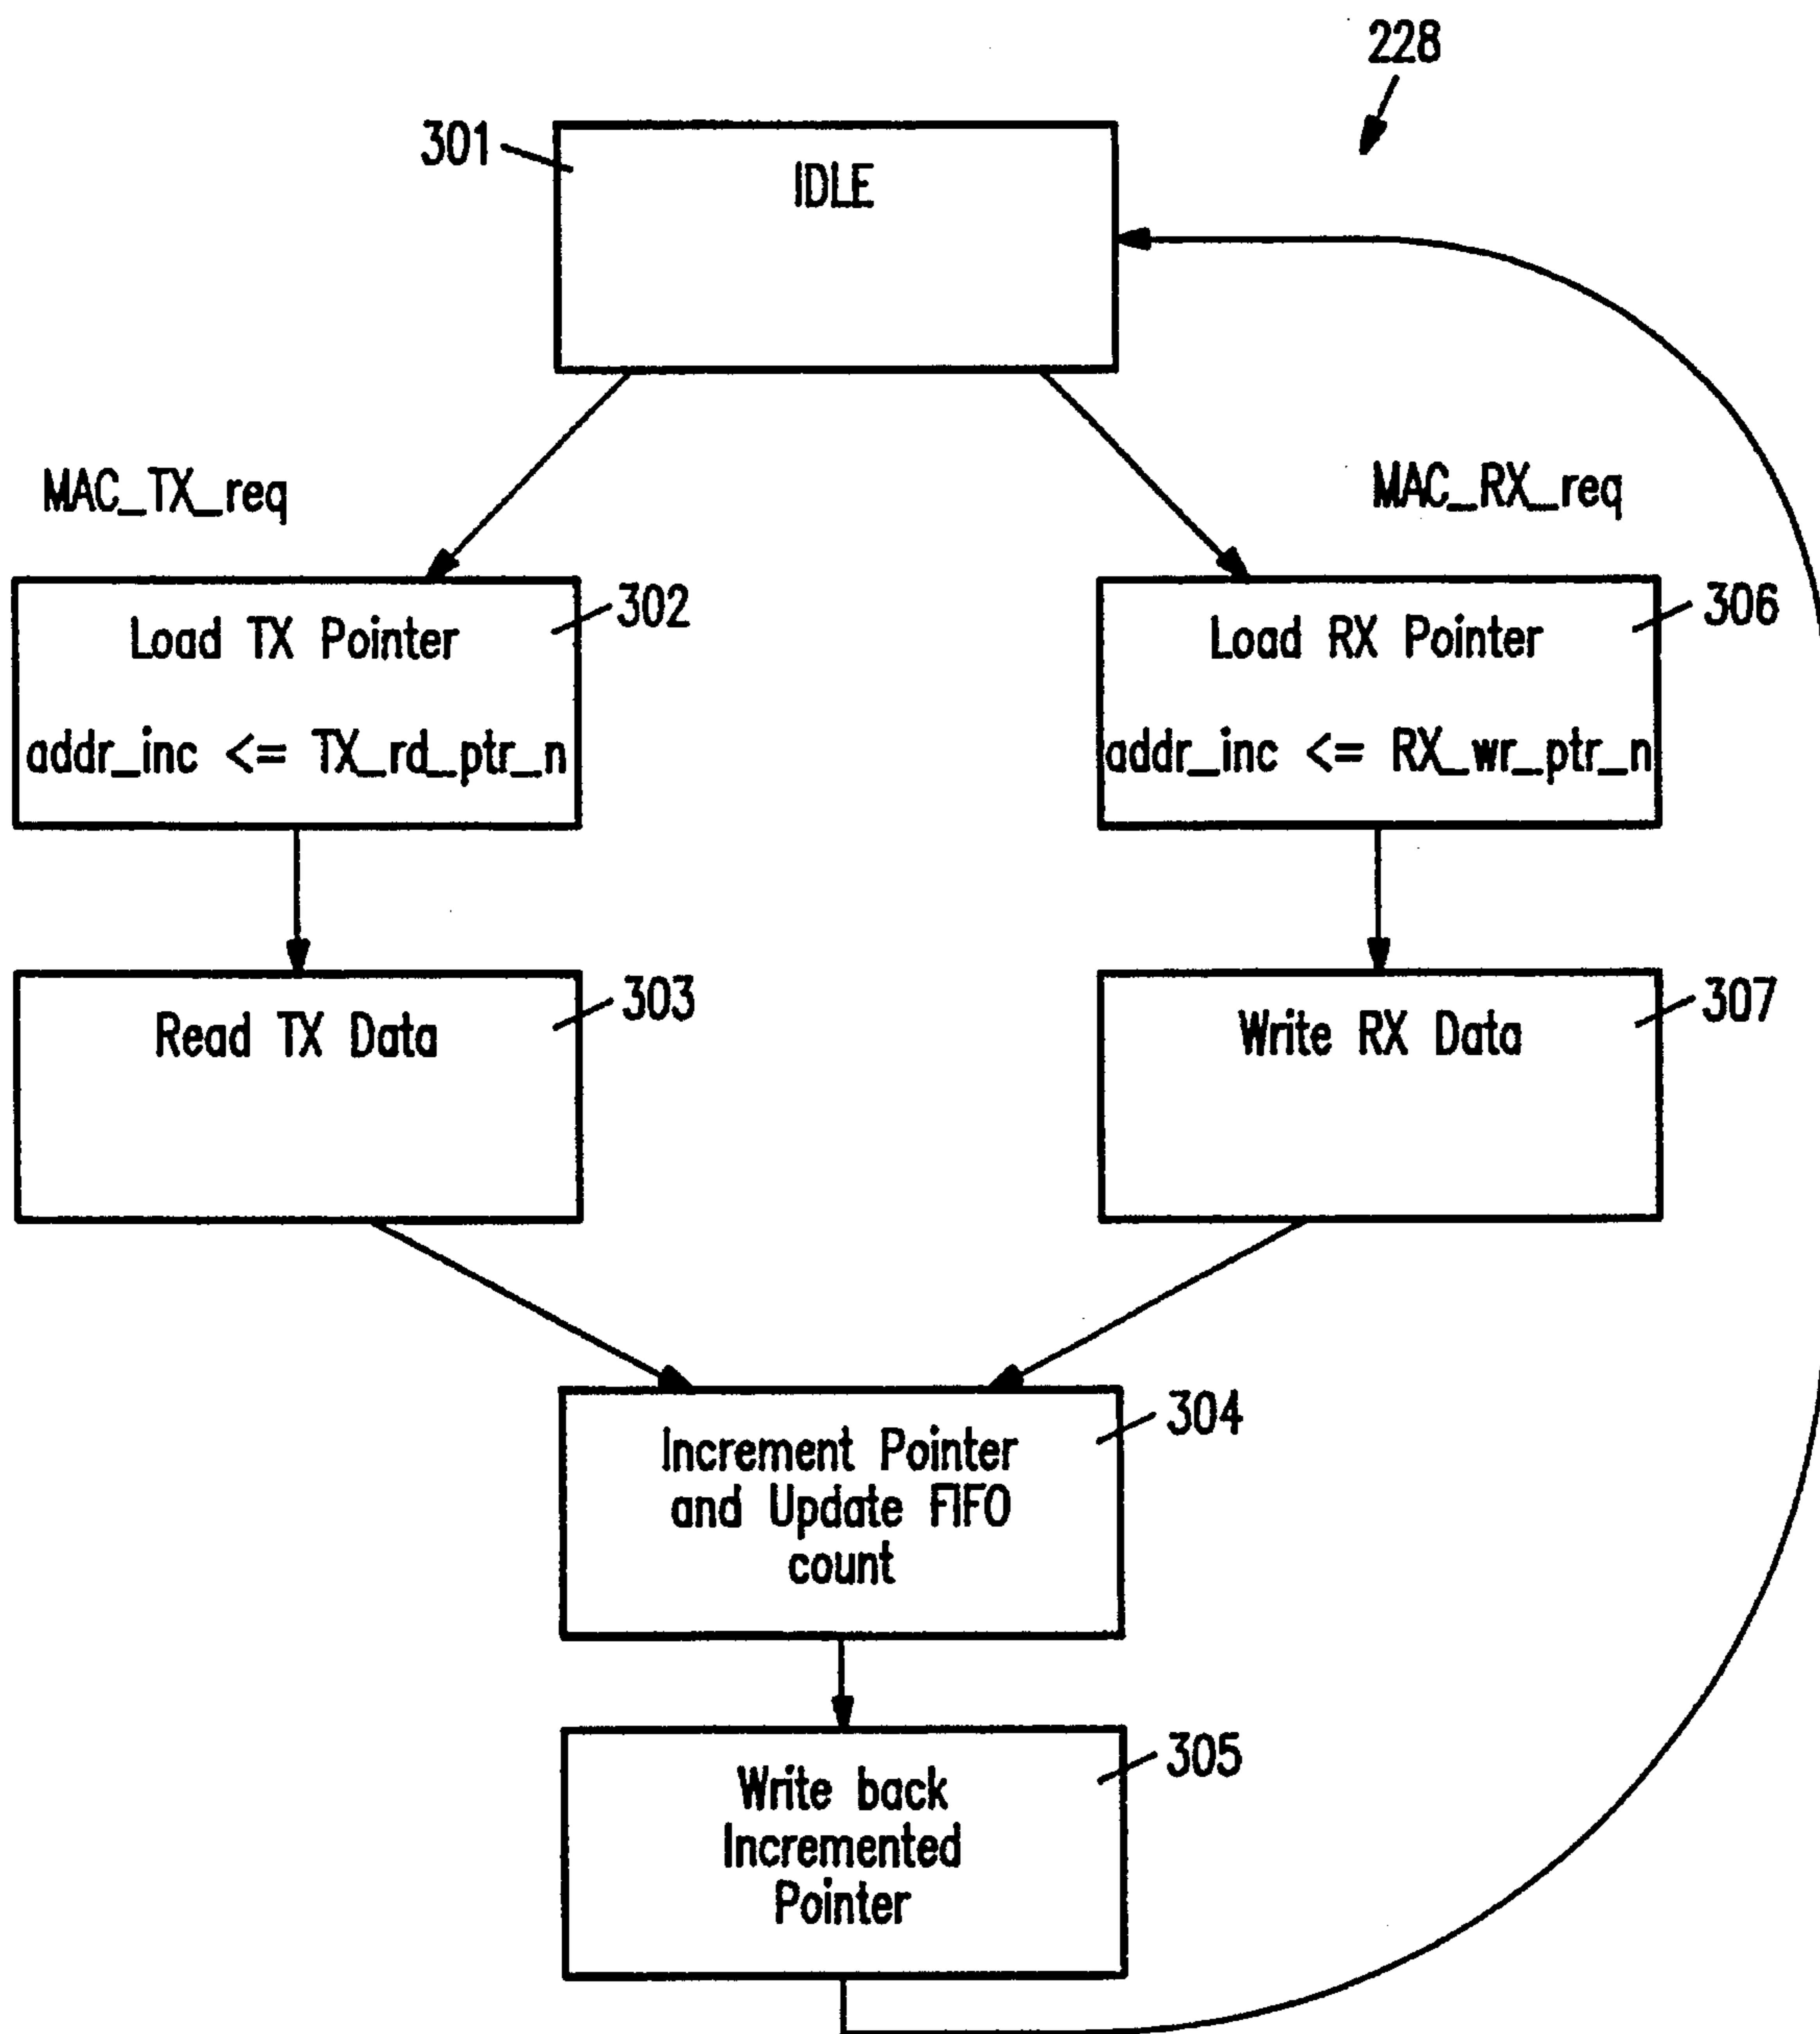 228
301
IDLE
MAC_TX_req
MAC_RX_req
302
Load TX Pointer
addr_inc <= TX_rd_ptr_n
306
Load RX Pointer
addr_inc <= RX_wr_ptr_n
303
Read TX Data
307
Write RX Data
304
Increment Pointer
and Update FIFO
count
305
Write back
Incremented
Pointer